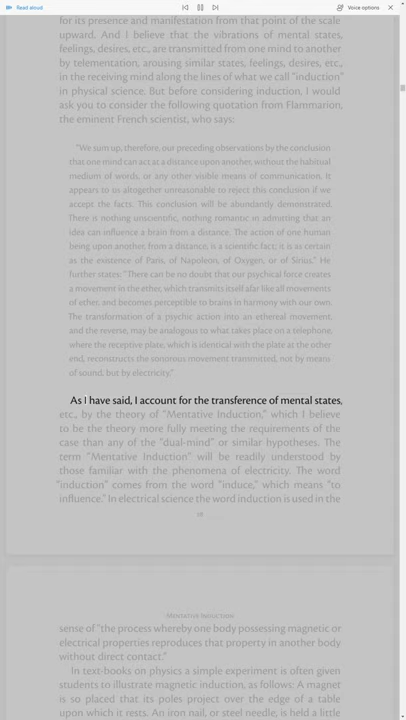 Read aloud
Voice options
for its presence and manifestation from that point of the scale
upward. And I believe that the vibrations of mental states,
feelings, desires, etc., are transmitted from one mind to another
by telementation, arousing similar states, feelings, desires, etc.,
in the receiving mind along the lines of what we call "induction"
in physical science. But before considering induction, I would
ask you to consider the following quotation from Flammarion,
the eminent French scientist, who says:
"We sum up, therefore, our preceding observations by the conclusion
that one mind can act at a distance upon another, without the habitual
medium of words, or any other visible means of communication. It
appears to us altogether unreasonable to reject this conclusion if we
accept the facts. This conclusion will be abundantly demonstrated.
There is nothing unscientific, nothing romantic in admitting that an
idea can influence a brain from a distance. The action of one human
being upon another, from a distance, is a scientific fact; it is as certain
as the existence of Paris, of Napoleon, of Oxygen, or of Sirius." He
further states: "There can be no doubt that our psychical force creates
a movement in the ether, which transmits itself afar like all movements
of ether, and becomes perceptible to brains in harmony with our own.
The transformation of a psychic action into an ethereal movement,
and the reverse, may be analogous to what takes place on a telephone,
where the receptive plate, which is identical with the plate at the other
end, reconstructs the sonorous movement transmitted, not by means
of sound, but by electricity."
As I have said, I account for the transference of mental states,
etc., by the theory of "Mentative Induction," which I believe
to be the theory more fully meeting the requirements of the
case than any of the "dual-mind" or similar hypotheses. The
term "Mentative Induction" will be readily understood by
those familiar with the phenomena of electricity. The word
"induction" comes from the word "induce," which means "to
influence." In electrical science the word induction is used in the
Mentative Induction
sense of "the process whereby one body possessing magnetic or
electrical properties reproduces that property in another body
without direct contact."
In text-books on physics a simple experiment is often given
students to illustrate magnetic induction, as follows: A magnet
is so placed that its poles project over the edge of a table
upon which it rests. An iron nail, or steel needle, is held a little